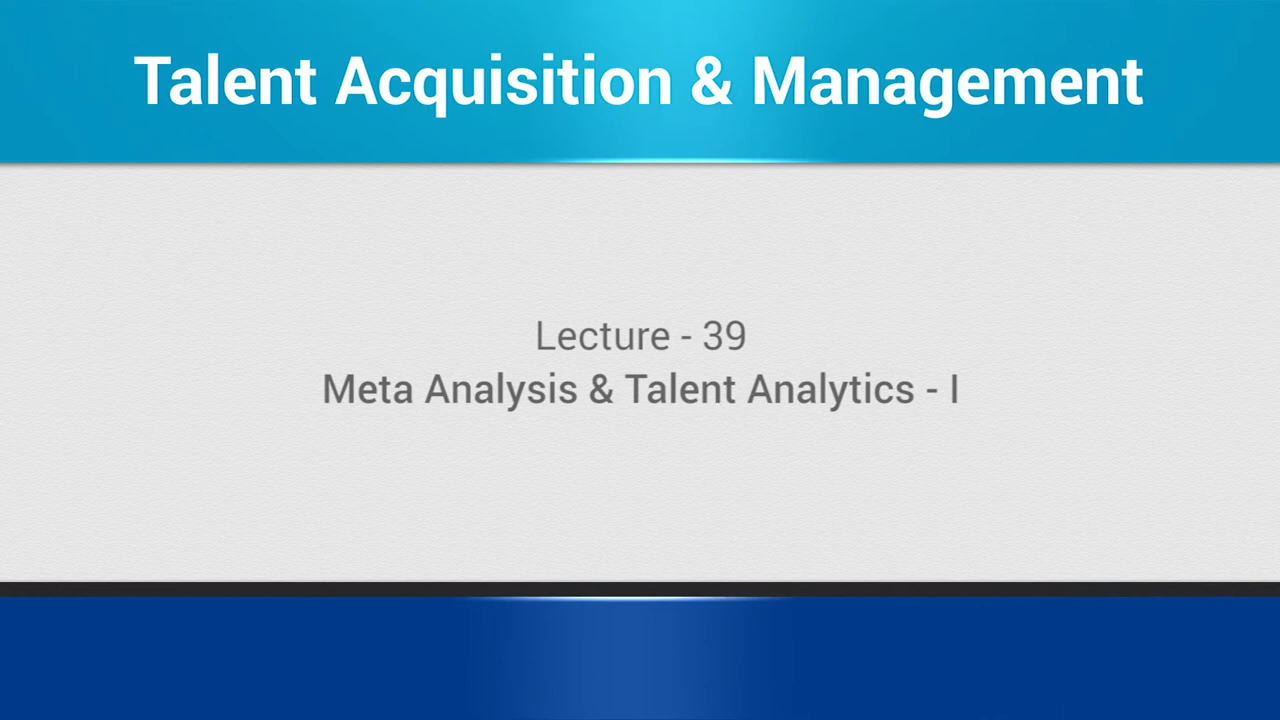 Talent Acquisition & Management
Lecture - 39
Meta Analysis & Talent Analytics - I